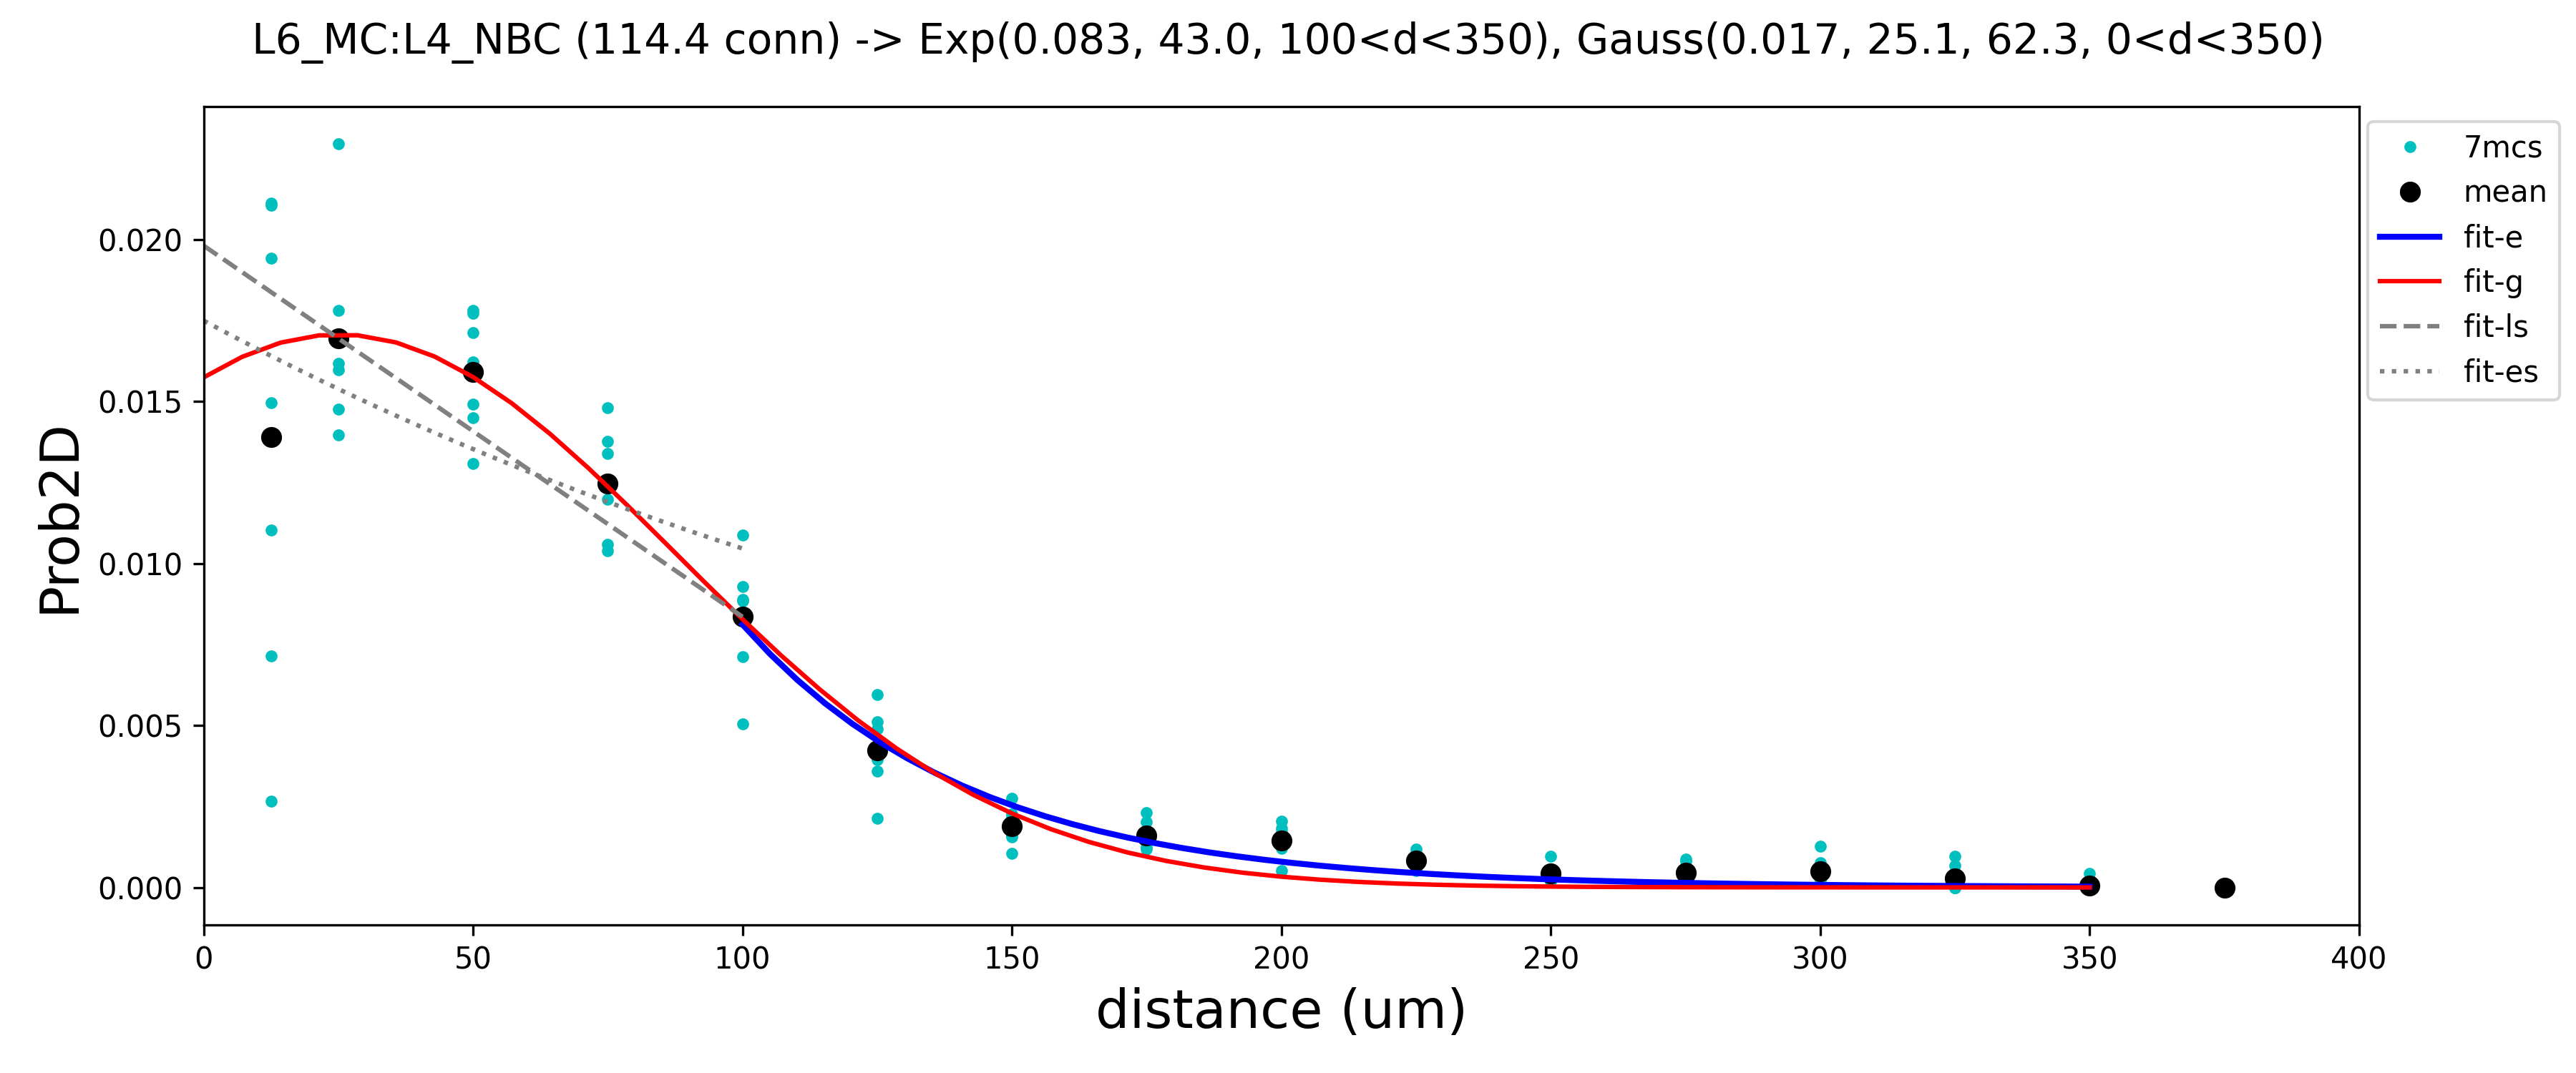 L6_MC:L4_NBC (114.4 conn) -> Exp(0.083, 43.0, 100<d<350), Gauss(0.017, 25.1, 62.3, 0<d<350)
7mcs
mean
fit-e
fit-g
fit-ls
fit-es
Prob2D
0.020
0.015
0.010
0.005
0.000
0 50 100 150 200 250 300 350 400
distance (um)